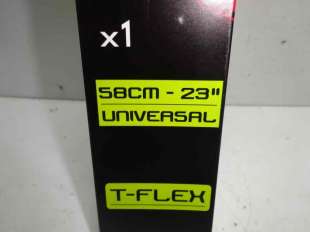 x1
58CM - 23"
UNIVERSAL
T-FLEX